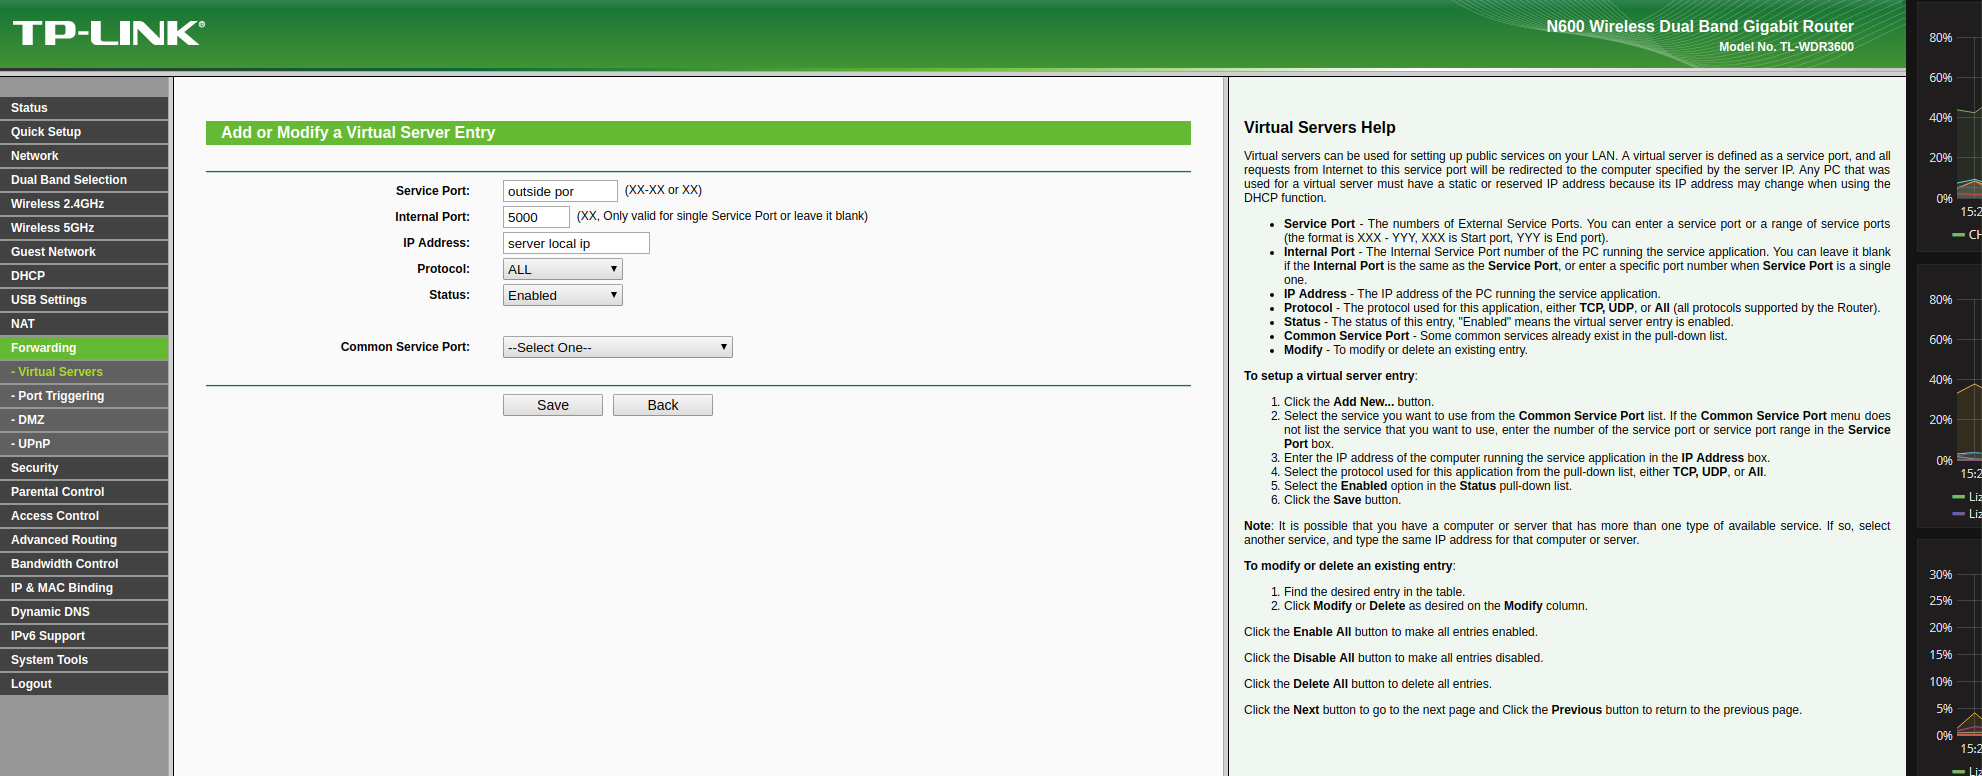 TP-LINK®
N600 Wireless Dual Band Gigabit Router
Model No. TL-WDR3600
Status
Quick Setup
Network
Dual Band Selection
Wireless 2.4GHz
Wireless 5GHz
Guest Network
DHCP
USB Settings
NAT
Forwarding
- Virtual Servers
- Port Triggering
- DMZ
- UPnP
Security
Parental Control
Access Control
Advanced Routing
Bandwidth Control
IP & MAC Binding
Dynamic DNS
IPv6 Support
System Tools
Logout
Add or Modify a Virtual Server Entry
Service Port: outside por (XX-XX or XX)
Internal Port: 5000 (XX, Only valid for single Service Port or leave it blank)
IP Address: server local ip
Protocol: ALL
Status: Enabled
Common Service Port: --Select One--
Save Back
Virtual Servers Help
Virtual servers can be used for setting up public services on your LAN. A virtual server is defined as a service port, and all
requests from Internet to this service port will be redirected to the computer specified by the server IP. Any PC that was
used for a virtual server must have a static or reserved IP address because its IP address may change when using the
DHCP function.
• Service Port - The numbers of External Service Ports. You can enter a service port or a range of service ports
(the format is XXX - YYY, XXX is Start port, YYY is End port).
• Internal Port - The Internal Service Port number of the PC running the service application. You can leave it blank
if the Internal Port is the same as the Service Port, or enter a specific port number when Service Port is a single
one.
• IP Address - The IP address of the PC running the service application.
• Protocol - The protocol used for this application, either TCP, UDP, or All (all protocols supported by the Router).
• Status - The status of this entry, "Enabled" means the virtual server entry is enabled.
• Common Service Port - Some common services already exist in the pull-down list.
• Modify - To modify or delete an existing entry.
To setup a virtual server entry:
1. Click the Add New... button.
2. Select the service you want to use from the Common Service Port list. If the Common Service Port menu does
not list the service that you want to use, enter the number of the service port or service port range in the Service
Port box.
3. Enter the IP address of the computer running the service application in the IP Address box.
4. Select the protocol used for this application from the pull-down list, either TCP, UDP, or All.
5. Select the Enabled option in the Status pull-down list.
6. Click the Save button.
Note: It is possible that you have a computer or server that has more than one type of available service. If so, select
another service, and type the same IP address for that computer or server.
To modify or delete an existing entry:
1. Find the desired entry in the table.
2. Click Modify or Delete as desired on the Modify column.
Click the Enable All button to make all entries enabled.
Click the Disable All button to make all entries disabled.
Click the Delete All button to delete all entries.
Click the Next button to go to the next page and Click the Previous button to return to the previous page.
80%
60%
40%
20%
0%
15:2
CH
80%
60%
40%
20%
0%
15:2
Liz
Liz
30%
25%
20%
15%
10%
5%
0%
15:2
Liz